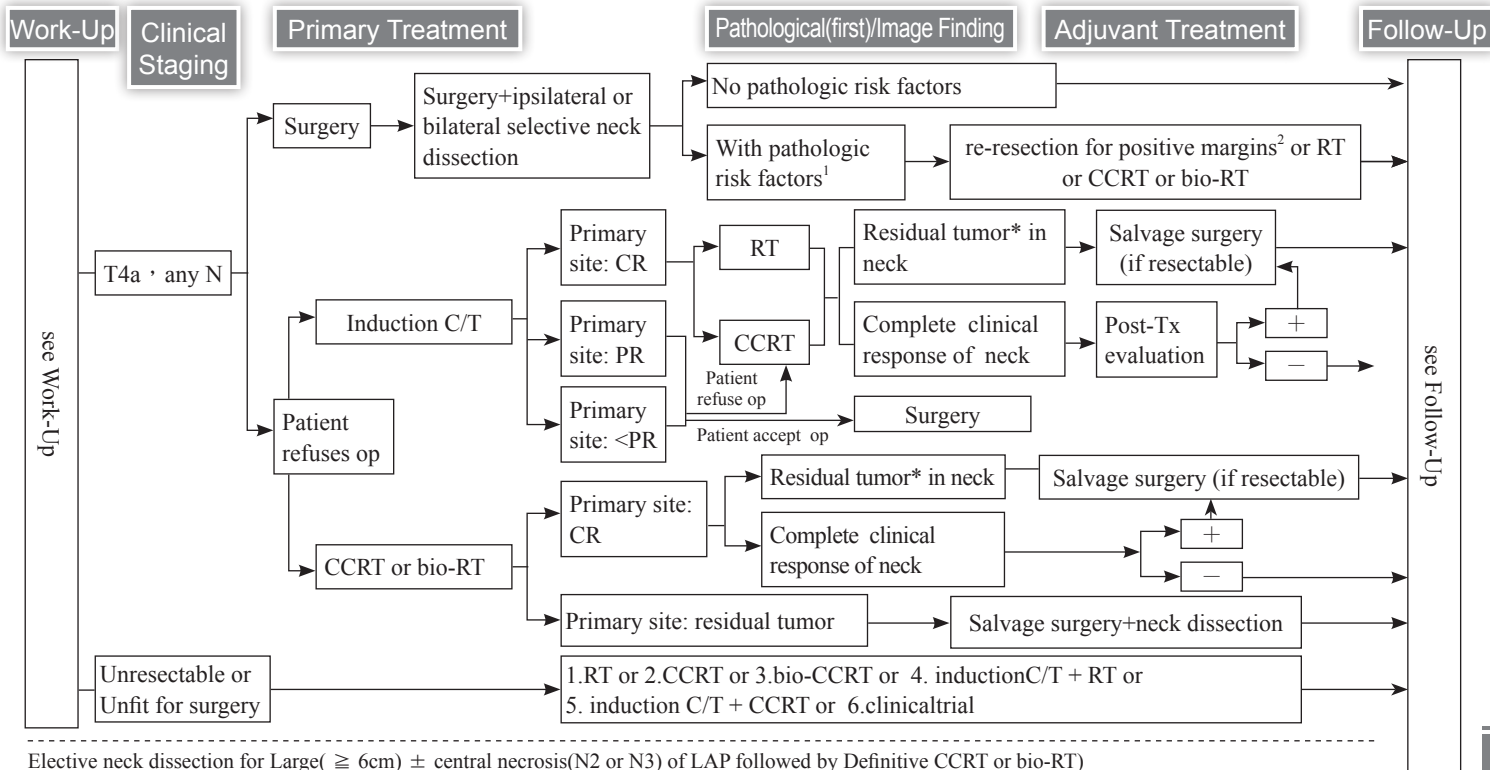 Work-Up
Clinical
Staging
Primary Treatment
Pathological(first)/Image Finding
Adjuvant Treatment
Follow-Up
see Work-Up
T4a，any N
Surgery
Surgery+ipsilateral or
bilateral selective neck
dissection
No pathologic risk factors
With pathologic
risk factors1
re-resection for positive margins2 or RT
or CCRT or bio-RT
Patient
refuses op
Induction C/T
Primary
site: CR
Primary
site: PR
Primary
site: <PR
RT
CCRT
Patient
refuse op
Patient accept op
Surgery
Residual tumor* in
neck
Salvage surgery
(if resectable)
Complete clinical
response of neck
Post-Tx
evaluation
+
−
CCRT or bio-RT
Primary site:
CR
Residual tumor* in neck
Salvage surgery (if resectable)
Complete clinical
response of neck
+
−
Primary site: residual tumor
Salvage surgery+neck dissection
Unresectable or
Unfit for surgery
1.RT or 2.CCRT or 3.bio-CCRT or 4. inductionC/T + RT or
5. induction C/T + CCRT or 6.clinicaltrial
see Follow-Up
Elective neck dissection for Large( ≧ 6cm) ± central necrosis(N2 or N3) of LAP followed by Definitive CCRT or bio-RT)